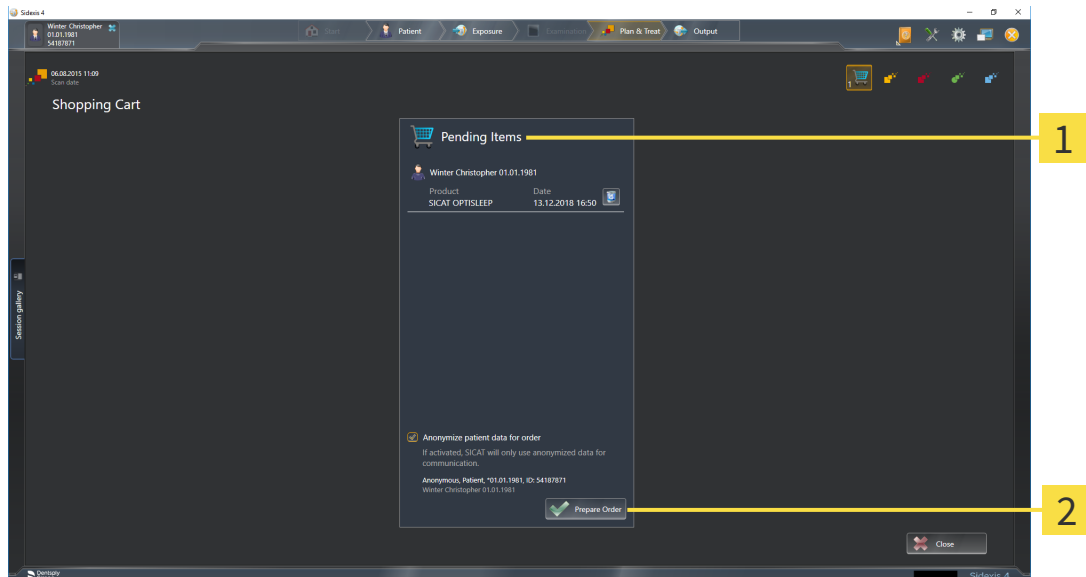 Sidexis 4
Winter Christopher
01.01.1981
54187871
Start
Patient
Exposure
Examination
Plan & Treat
Output
06.08.2015 11:09
Scan date
1
Shopping Cart
Pending Items
1
Winter Christopher 01.01.1981
Product Date
SICAT OPTISLEEP 13.12.2018 16:50
Session gallery
Anonymize patient data for order
If activated, SICAT will only use anonymized data for
communication.
Anonymous, Patient, *01.01.1981, ID: 54187871
Winter Christopher 01.01.1981
Prepare Order
2
Close
Dentsply
Sidexis 4